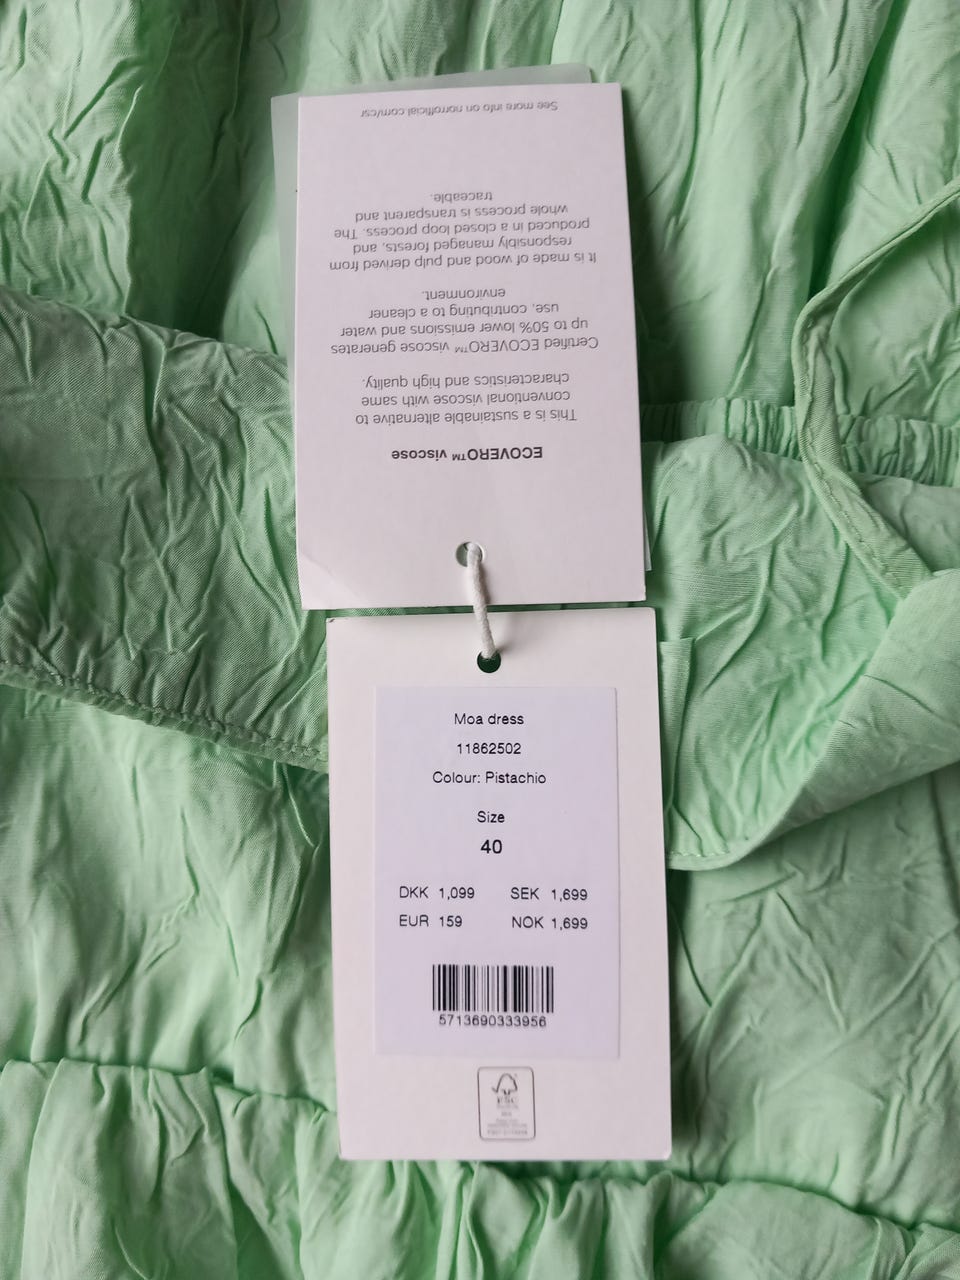 ECOVERO™ viscose
This is a sustainable alternative to
conventional viscose with same
characteristics and high quality.
Certified ECOVERO™ viscose generates
up to 50% lower emissions and water
use, contributing to a cleaner
environment.
It is made of wood and pulp derived from
responsibly managed forests, and
produced in a closed loop process. The
whole process is transparent and
traceable.
See more info on norrofficial.com/csr
Moa dress
11862502
Colour: Pistachio
Size
40
DKK 1,099 SEK 1,699
EUR 159 NOK 1,699
5713690333956
FSC